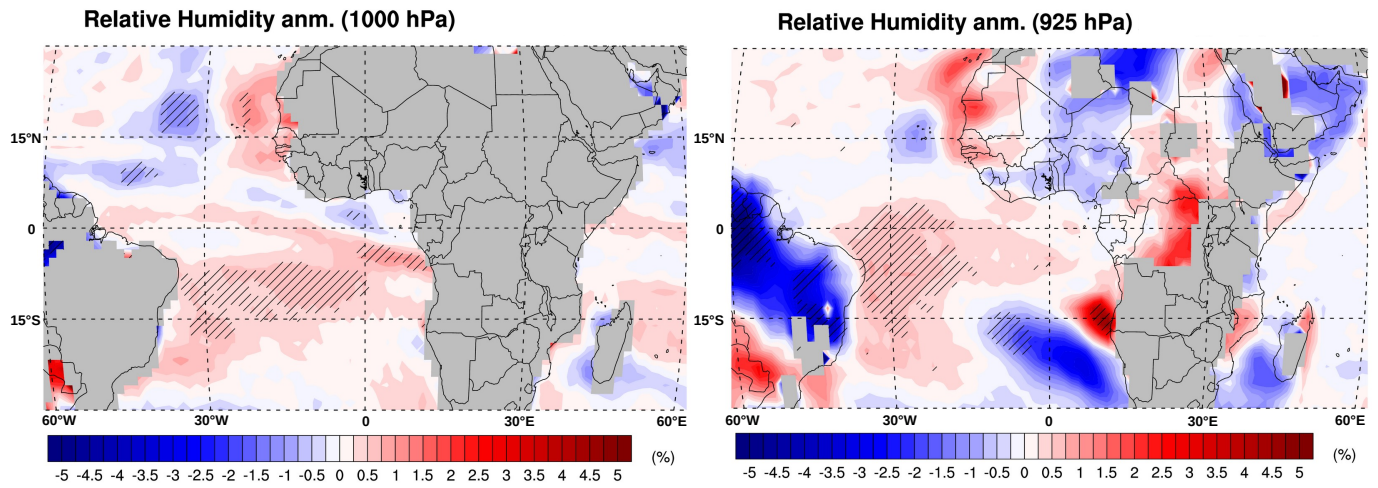 Relative Humidity anm. (1000 hPa)
15°N
0
15°S
60°W 30°W 0 30°E 60°E
-5 -4.5 -4 -3.5 -3 -2.5 -2 -1.5 -1 -0.5 0 0.5 1 1.5 2 2.5 3 3.5 4 4.5 5 (%)
Relative Humidity anm. (925 hPa)
15°N
0
15°S
60°W 30°W 0 30°E 60°E
-5 -4.5 -4 -3.5 -3 -2.5 -2 -1.5 -1 -0.5 0 0.5 1 1.5 2 2.5 3 3.5 4 4.5 5 (%)